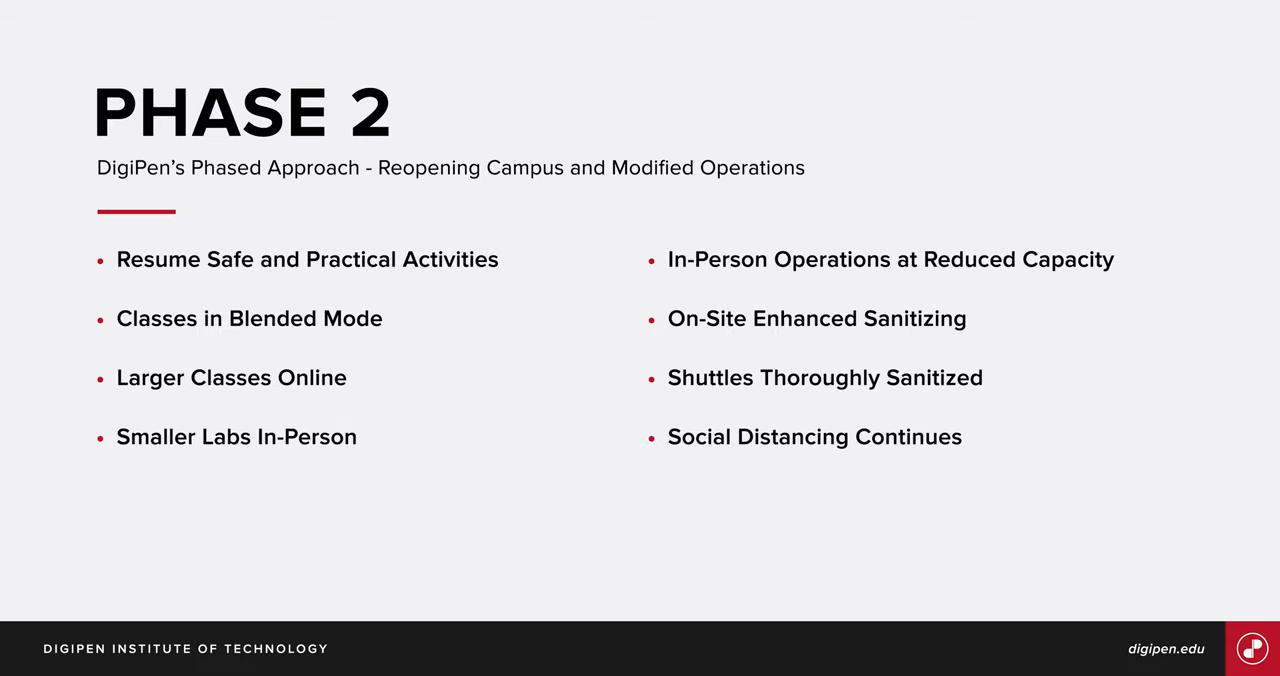 PHASE 2
DigiPen’s Phased Approach - Reopening Campus and Modified Operations
• Resume Safe and Practical Activities
• Classes in Blended Mode
• Larger Classes Online
• Smaller Labs In-Person
• In-Person Operations at Reduced Capacity
• On-Site Enhanced Sanitizing
• Shuttles Thoroughly Sanitized
• Social Distancing Continues
DIGIPEN INSTITUTE OF TECHNOLOGY
digipen.edu